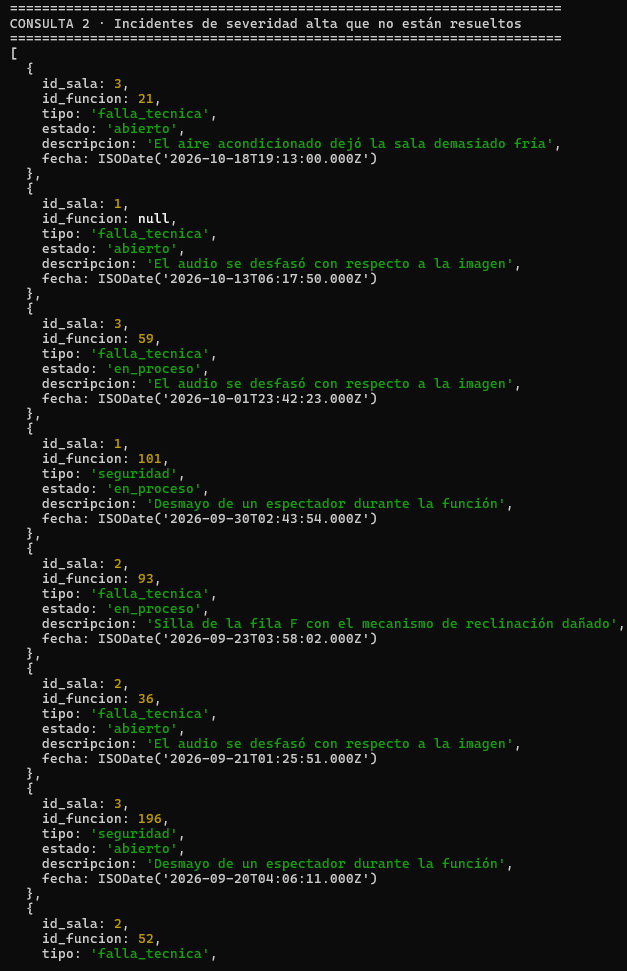 =====================================================================
CONSULTA 2 · Incidentes de severidad alta que no están resueltos
=====================================================================
[
  {
    id_sala: 3,
    id_funcion: 21,
    tipo: 'falla_tecnica',
    estado: 'abierto',
    descripcion: 'El aire acondicionado dejó la sala demasiado fría',
    fecha: ISODate('2026-10-18T19:13:00.000Z')
  },
  {
    id_sala: 1,
    id_funcion: null,
    tipo: 'falla_tecnica',
    estado: 'abierto',
    descripcion: 'El audio se desfasó con respecto a la imagen',
    fecha: ISODate('2026-10-13T06:17:50.000Z')
  },
  {
    id_sala: 3,
    id_funcion: 59,
    tipo: 'falla_tecnica',
    estado: 'en_proceso',
    descripcion: 'El audio se desfasó con respecto a la imagen',
    fecha: ISODate('2026-10-01T23:42:23.000Z')
  },
  {
    id_sala: 1,
    id_funcion: 101,
    tipo: 'seguridad',
    estado: 'en_proceso',
    descripcion: 'Desmayo de un espectador durante la función',
    fecha: ISODate('2026-09-30T02:43:54.000Z')
  },
  {
    id_sala: 2,
    id_funcion: 93,
    tipo: 'falla_tecnica',
    estado: 'en_proceso',
    descripcion: 'Silla de la fila F con el mecanismo de reclinación dañado',
    fecha: ISODate('2026-09-23T03:58:02.000Z')
  },
  {
    id_sala: 2,
    id_funcion: 36,
    tipo: 'falla_tecnica',
    estado: 'abierto',
    descripcion: 'El audio se desfasó con respecto a la imagen',
    fecha: ISODate('2026-09-21T01:25:51.000Z')
  },
  {
    id_sala: 3,
    id_funcion: 196,
    tipo: 'seguridad',
    estado: 'abierto',
    descripcion: 'Desmayo de un espectador durante la función',
    fecha: ISODate('2026-09-20T04:06:11.000Z')
  },
  {
    id_sala: 2,
    id_funcion: 52,
    tipo: 'falla_tecnica',